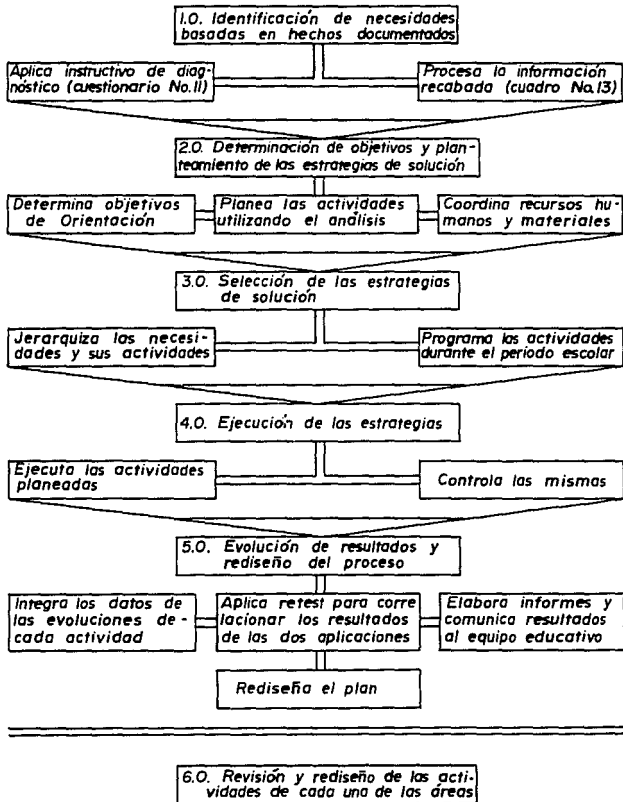 1.0. Identificación de necesidades
basadas en hechos documentados
Aplica instructivo de diag-
nóstico (cuestionario No.11)
Procesa la información
recabada (cuadro No.13)
2.0. Determinación de objetivos y plan-
teamiento de las estrategias de solución
Determina objetivos
de Orientación
Planea las actividades
utilizando el análisis
Coordina recursos hu-
manos y materiales
3.0. Selección de las estrategias
de solución
Jerarquiza las necesi-
dades y sus actividades
Programa las actividades
durante el periodo escolar
4.0. Ejecución de las estrategias
Ejecuta las actividades
planeadas
Controla las mismas
5.0. Evolución de resultados y
rediseño del proceso
Integra los datos de
las evoluciones de-
cada actividad
Aplica retest para corre
lacionar los resultados
de las dos aplicaciones
Elabora informes y
comunica resultados
al equipo educativo
Rediseña el plan
6.0. Revisión y rediseño de las acti-
vidades de cada una de las áreas